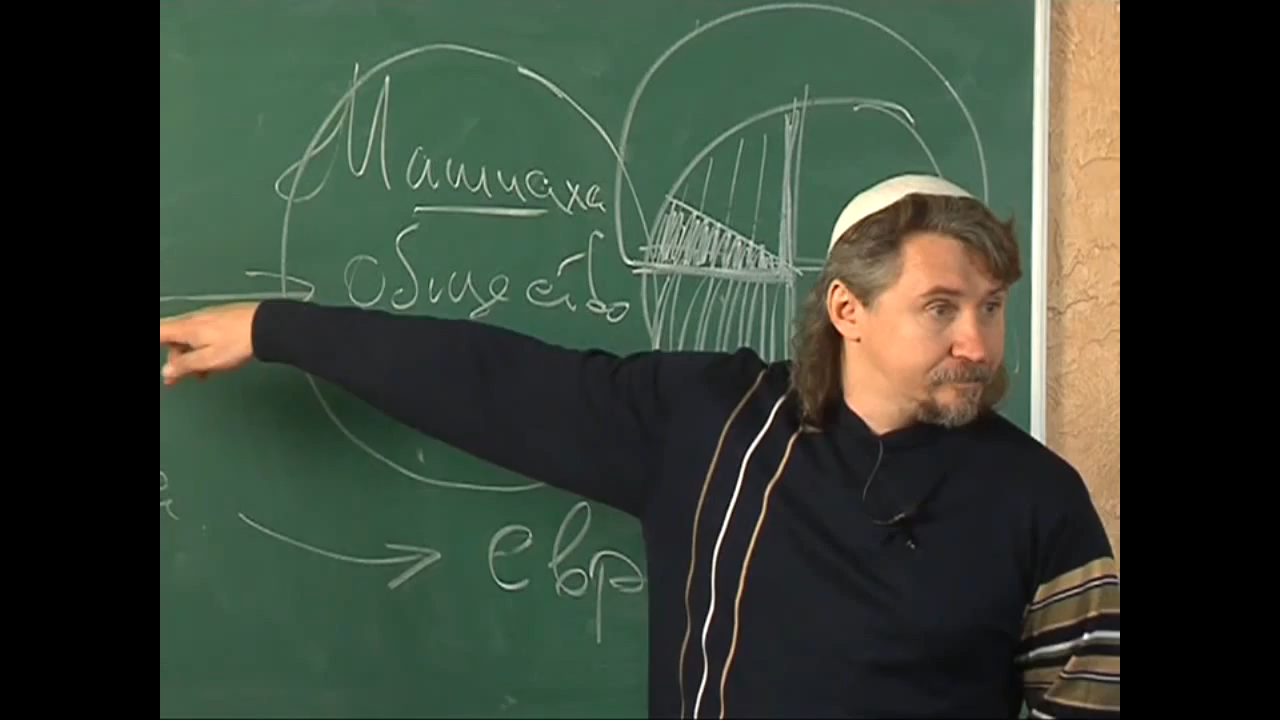 Машиаха
общество
евр